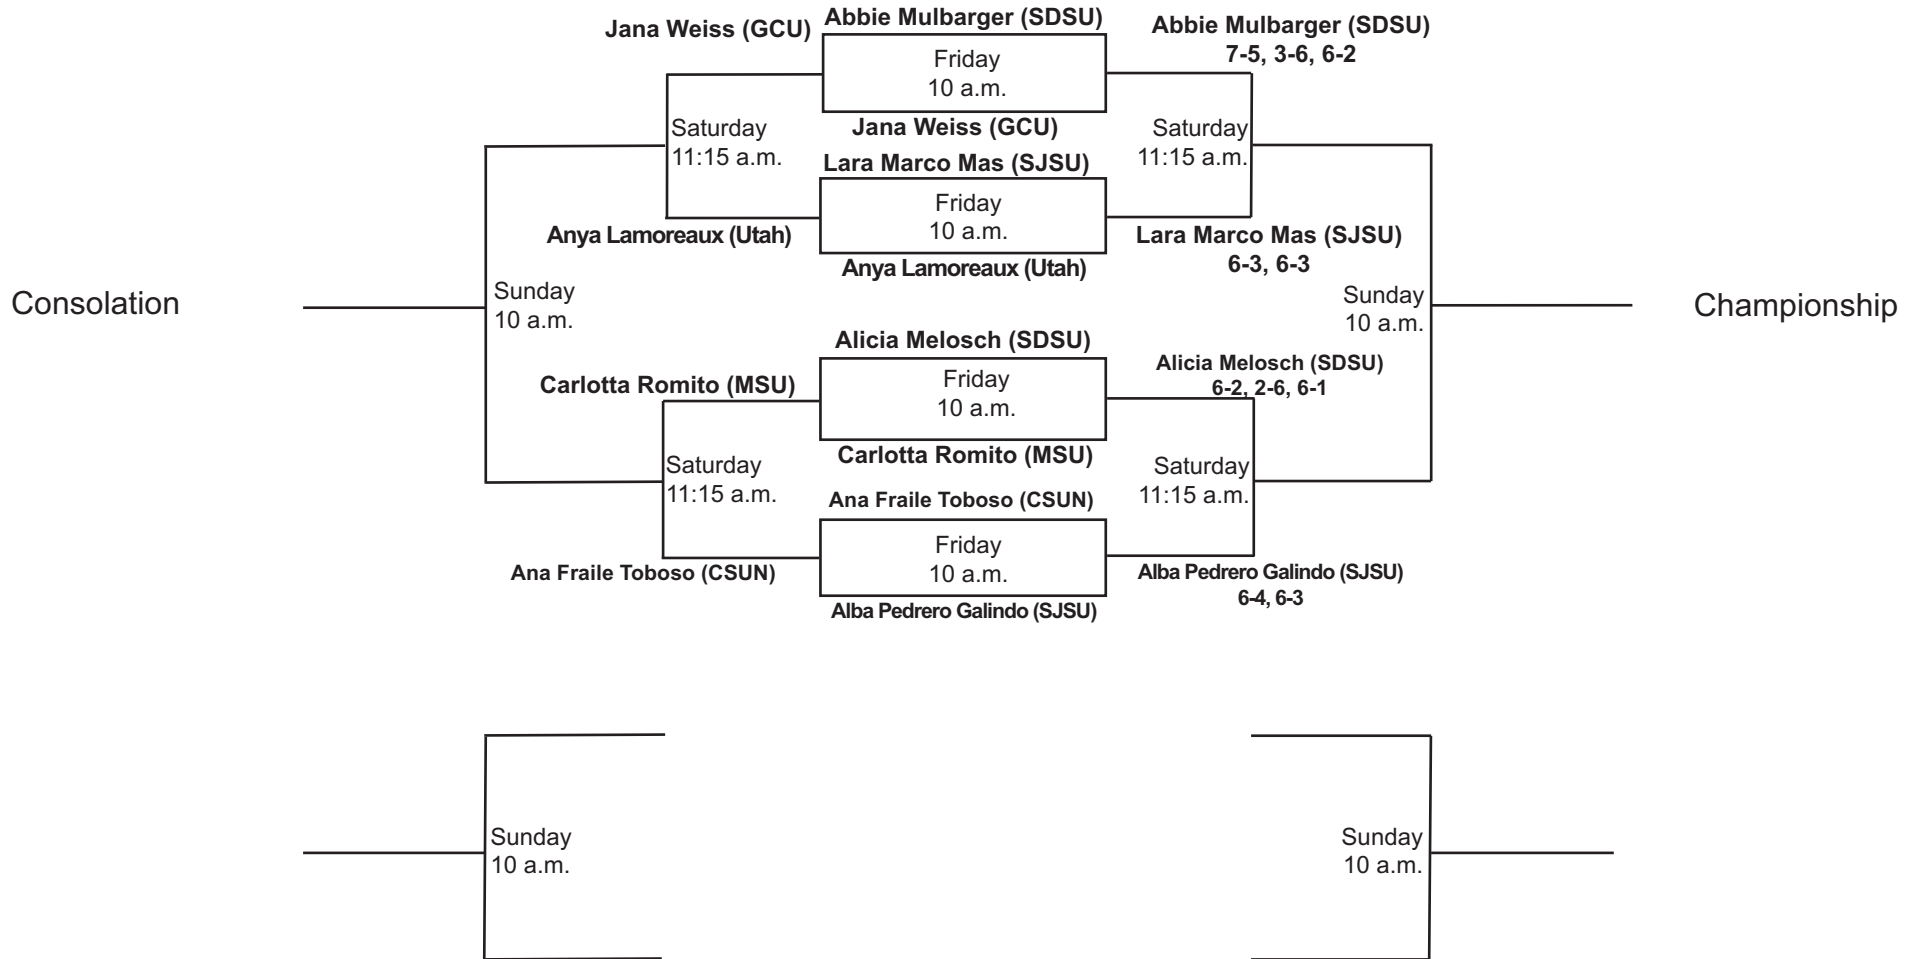 Jana Weiss (GCU)
Abbie Mulbarger (SDSU)
Abbie Mulbarger (SDSU)
7-5, 3-6, 6-2
Friday
10 a.m.
Saturday
11:15 a.m.
Jana Weiss (GCU)
Saturday
11:15 a.m.
Lara Marco Mas (SJSU)
Friday
10 a.m.
Anya Lamoreaux (Utah)
Lara Marco Mas (SJSU)
6-3, 6-3
Anya Lamoreaux (Utah)
Consolation
Sunday
10 a.m.
Sunday
10 a.m.
Championship
Alicia Melosch (SDSU)
Alicia Melosch (SDSU)
6-2, 2-6, 6-1
Carlotta Romito (MSU)
Friday
10 a.m.
Carlotta Romito (MSU)
Saturday
11:15 a.m.
Saturday
11:15 a.m.
Ana Fraile Toboso (CSUN)
Friday
10 a.m.
Ana Fraile Toboso (CSUN)
Alba Pedrero Galindo (SJSU)
6-4, 6-3
Alba Pedrero Galindo (SJSU)
Sunday
10 a.m.
Sunday
10 a.m.